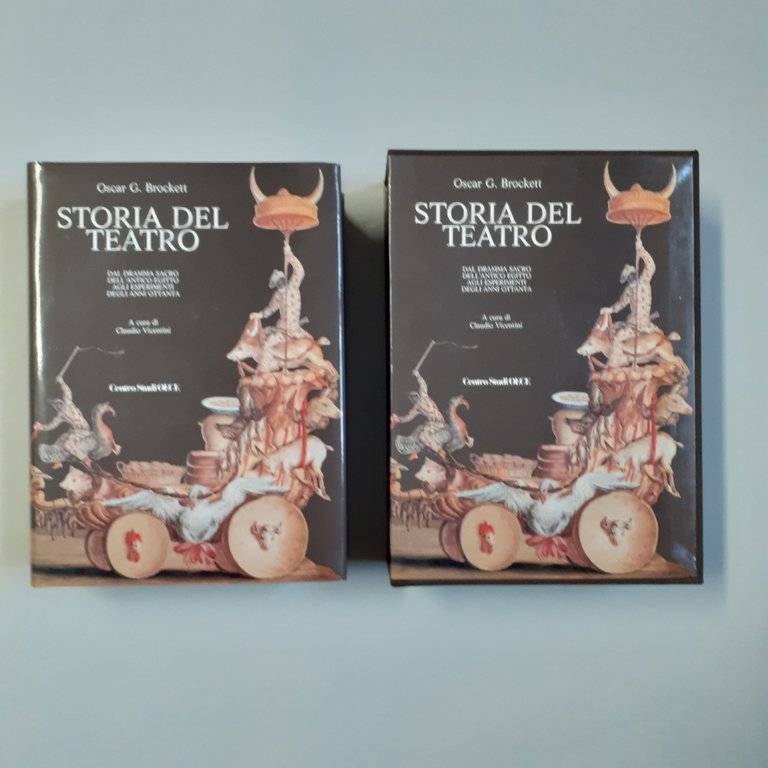 Oscar G. Brockett
STORIA DEL
TEATRO
DAL DRAMMA SACRO
DELL'ANTICO EGITTO
AGLI ESPERIMENTI
DEGLI ANNI OTTANTA
A cura di
Claudio Vicentini
Centro Studi
Oscar G. Brockett
STORIA DEL
TEATRO
DAL DRAMMA SACRO
DELL'ANTICO EGITTO
AGLI ESPERIMENTI
DEGLI ANNI OTTANTA
A cura di
Claudio Vicentini
Centro Studi